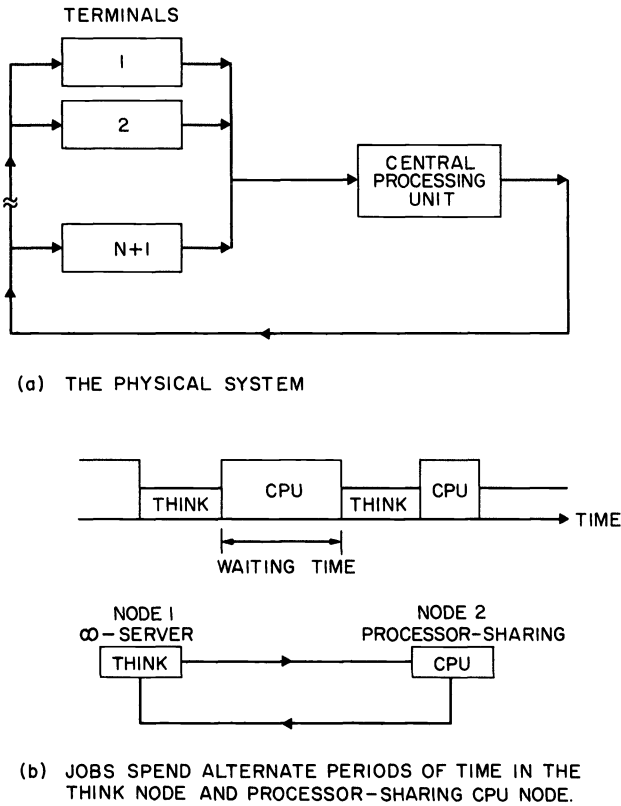 TERMINALS
1
2
N+1
CENTRAL
PROCESSING
UNIT
(a) THE PHYSICAL SYSTEM
THINK
CPU
THINK
CPU
TIME
WAITING TIME
NODE 1
∞-SERVER
THINK
NODE 2
PROCESSOR-SHARING
CPU
(b) JOBS SPEND ALTERNATE PERIODS OF TIME IN THE
THINK NODE AND PROCESSOR-SHARING CPU NODE.